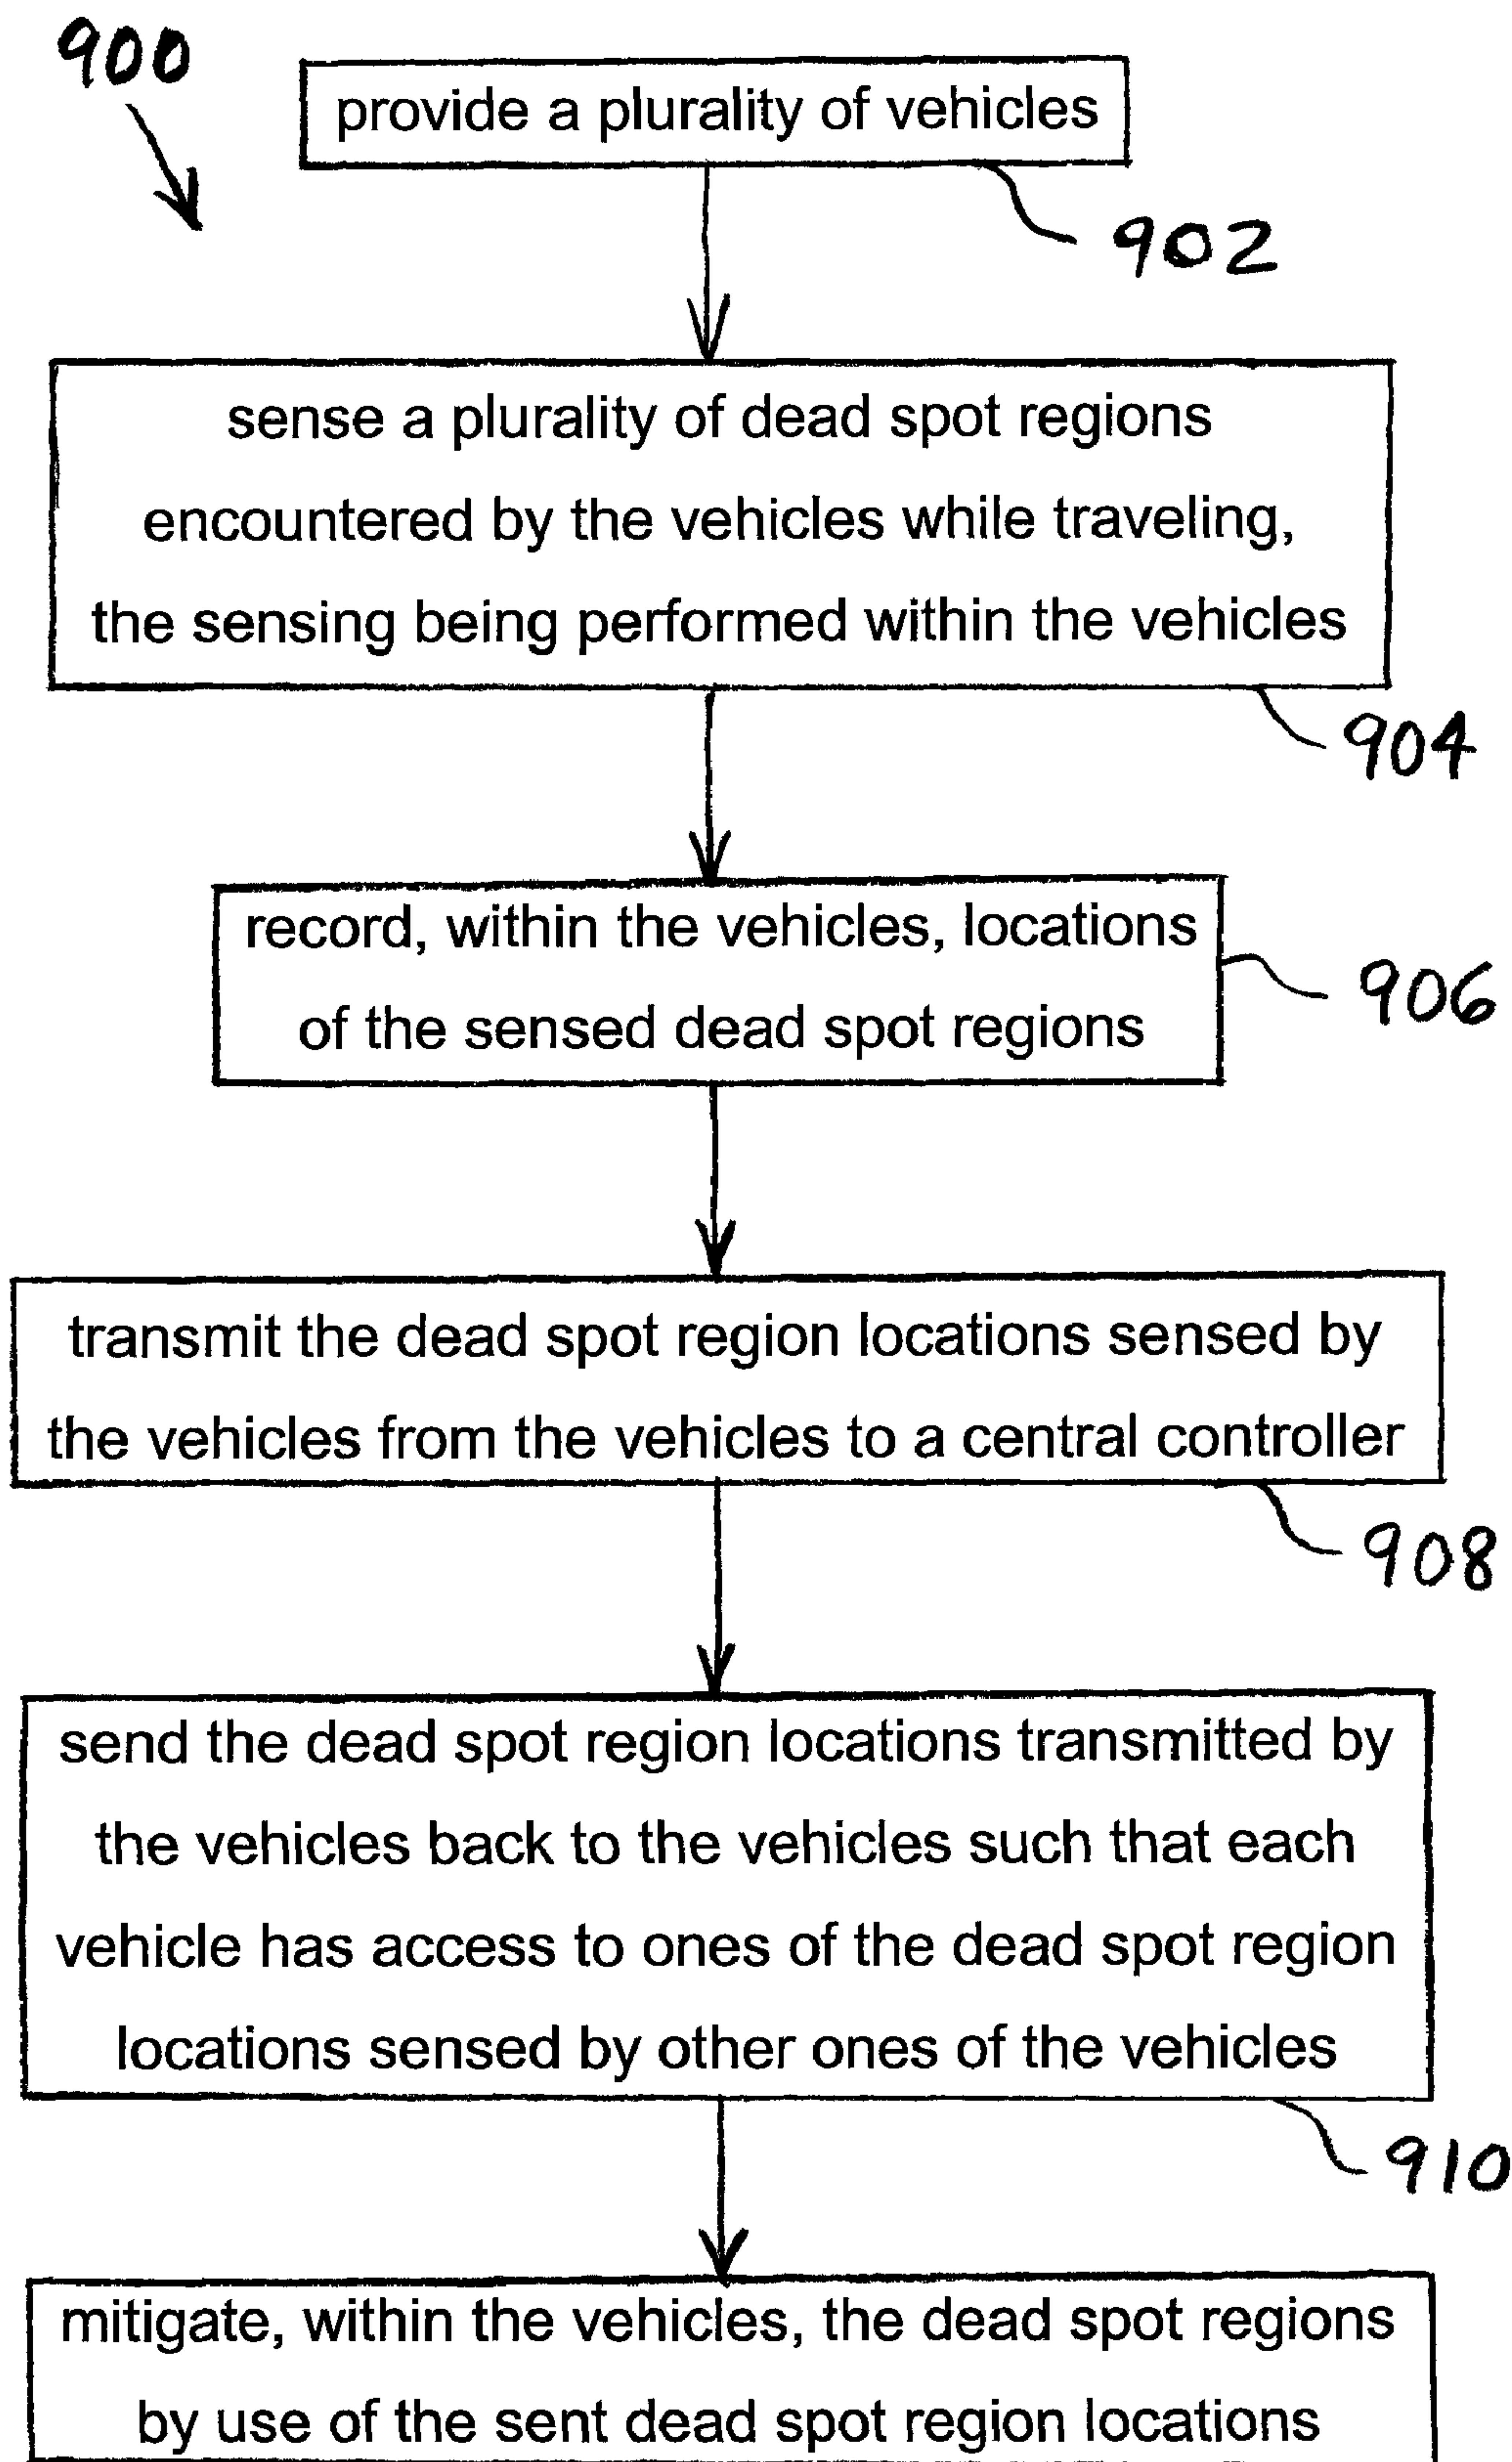 900
provide a plurality of vehicles
902
sense a plurality of dead spot regions
encountered by the vehicles while traveling,
the sensing being performed within the vehicles
904
record, within the vehicles, locations
of the sensed dead spot regions
906
transmit the dead spot region locations sensed by
the vehicles from the vehicles to a central controller
908
send the dead spot region locations transmitted by
the vehicles back to the vehicles such that each
vehicle has access to ones of the dead spot region
locations sensed by other ones of the vehicles
910
mitigate, within the vehicles, the dead spot regions
by use of the sent dead spot region locations